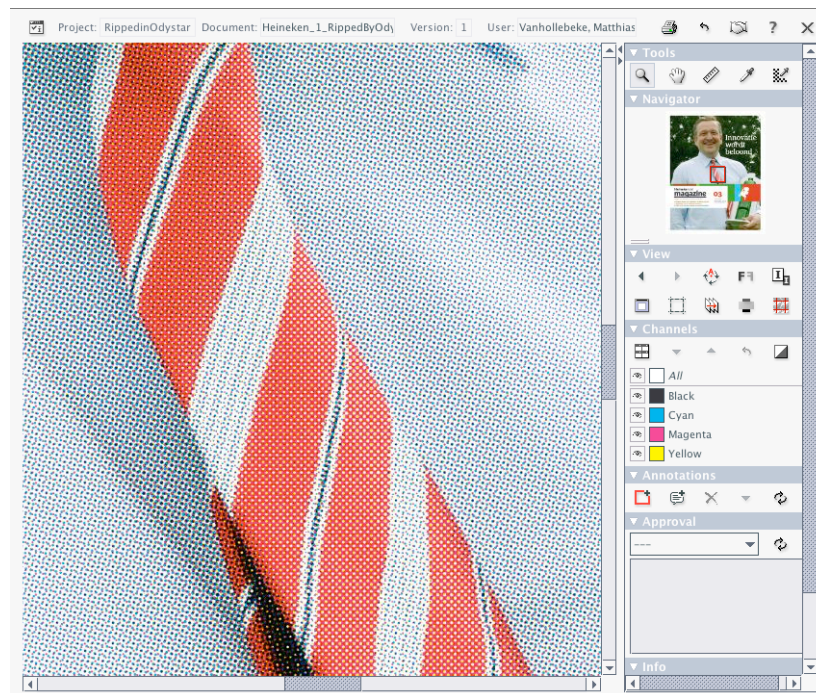 Project: RippedinOdystar Document: Heineken_1_RippedByOdy Version: 1 User: Vanhollebeke, Matthias ?
Tools
Navigator
Innovatie
wordt
beloond
magazine 03
View
Channels
All
Black
Cyan
Magenta
Yellow
Annotations
Approval
---
Info